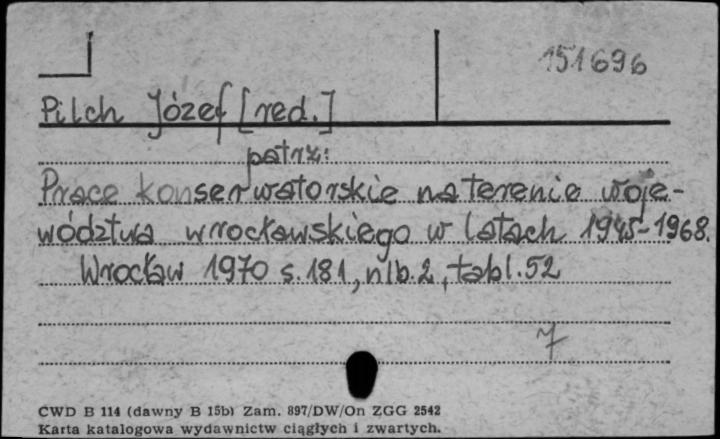 151696
Pilch Józef [red.]
patrz:
Prace konserwatorskie na terenie woje-
wództwa wrocławskiego w latach 1945-1968.
Wrocław 1970 s.181, nlb.2, tabl.52
7
CWD B 114 (dawny B 15b) Zam. 897/DW/On ZGG 2542
Karta katalogowa wydawnictw ciągłych i zwartych.